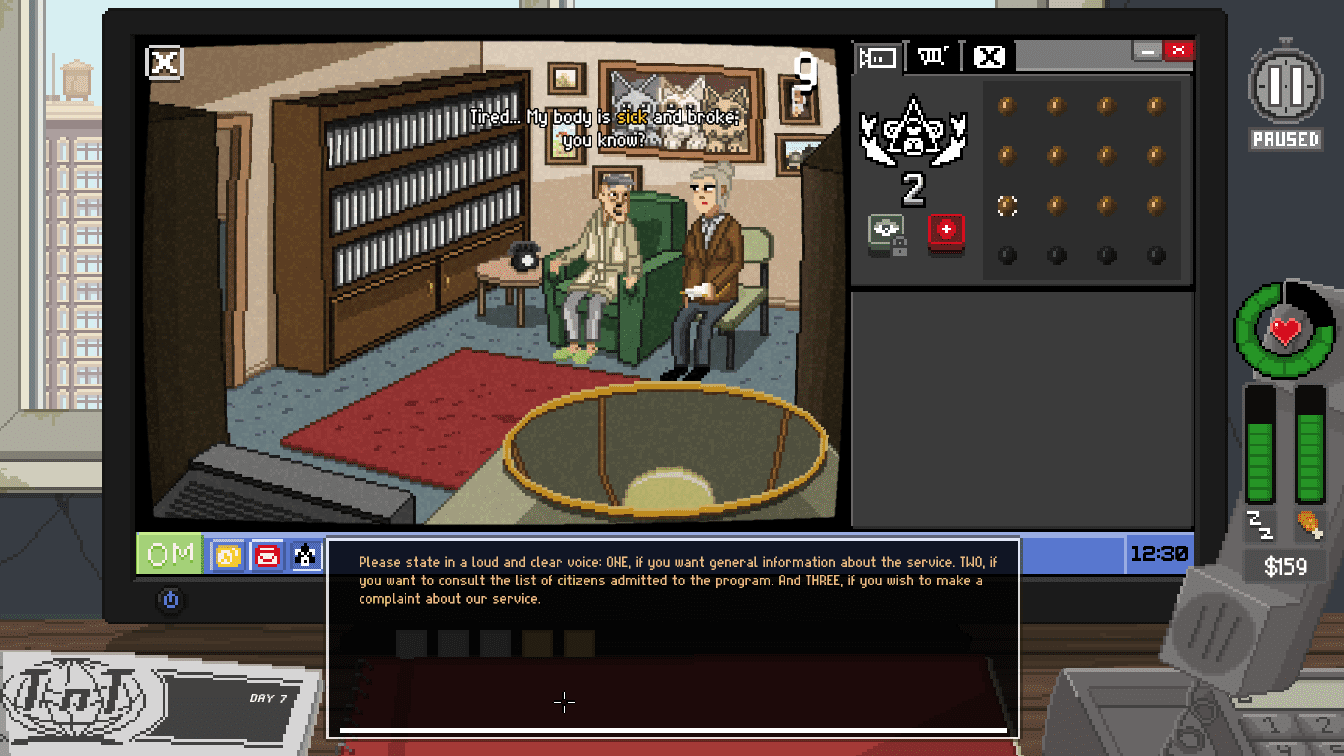 9
Tired... My body is sick and broke;
you know?
2
PAUSED
OM
12:30
$159
Please state in a loud and clear voice: ONE, if you want general information about the service. TWO, if
you want to consult the list of citizens admitted to the program. And THREE, if you wish to make a
complaint about our service.
TnT
DAY 7
1 2